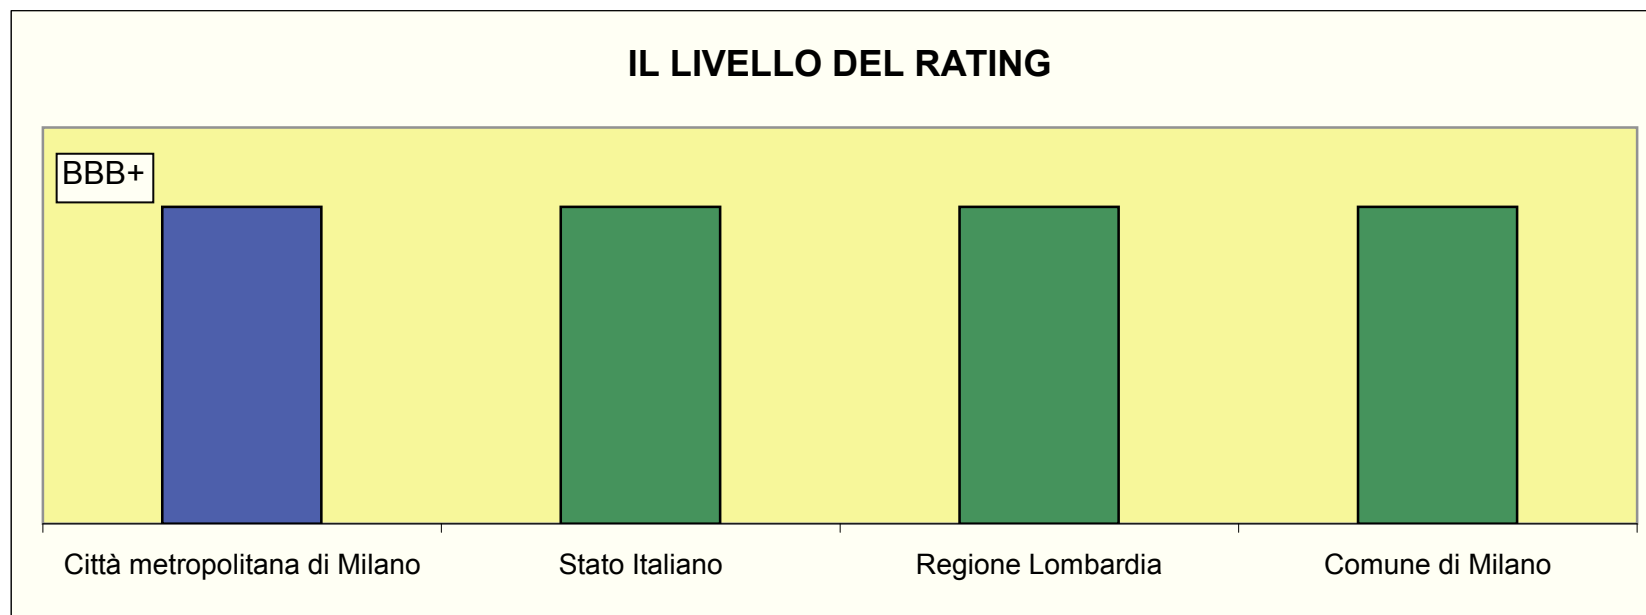 IL LIVELLO DEL RATING
BBB+
Città metropolitana di Milano
Stato Italiano
Regione Lombardia
Comune di Milano